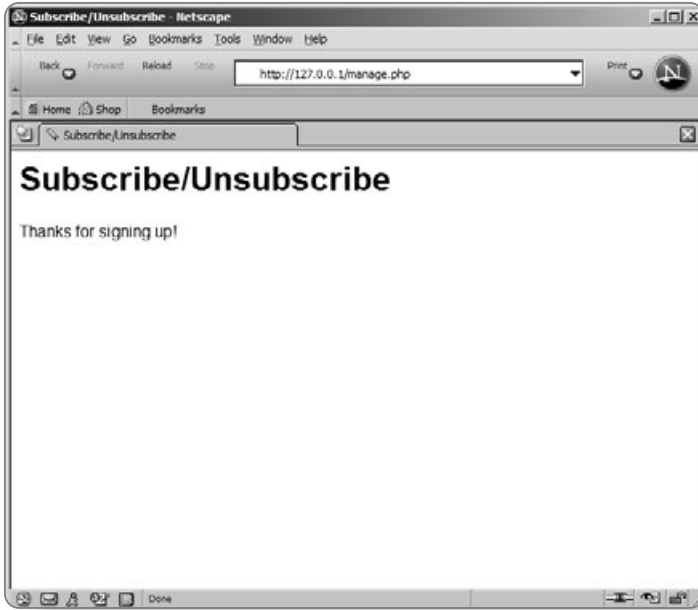 Subscribe/Unsubscribe - Netscape
File Edit View Go Bookmarks Tools Window Help
Back Forward Reload Stop http://127.0.0.1/manage.php Print N
Home Shop Bookmarks
Subscribe/Unsubscribe
Subscribe/Unsubscribe
Thanks for signing up!
Done